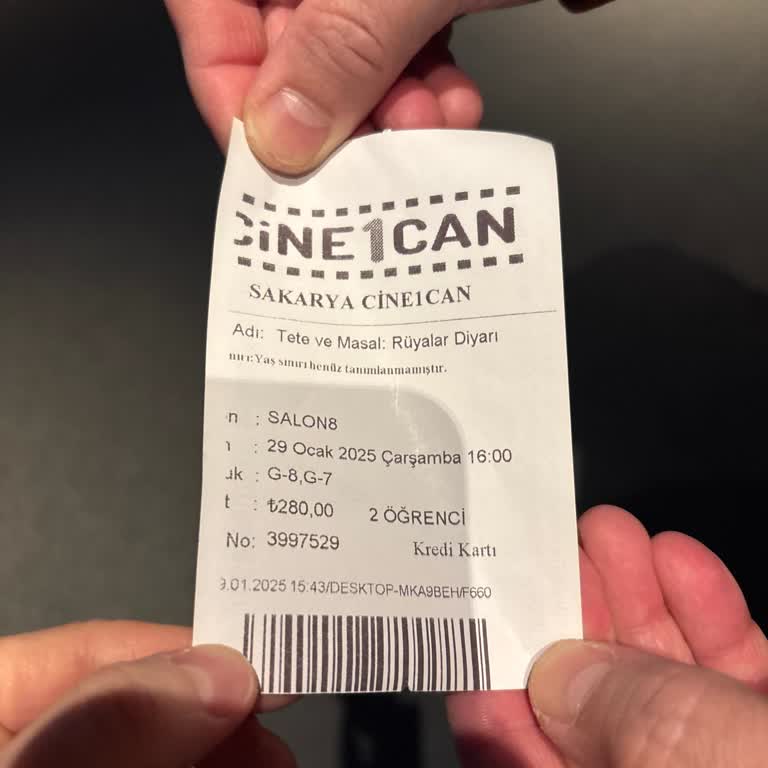 CiNE1CAN
SAKARYA CİNE1CAN
Adı: Tete ve Masal: Rüyalar Diyarı
Yaş sınırı henüz tanımlanmamıştır.
n : SALON8
: 29 Ocak 2025 Çarşamba 16:00
uk : G-8,G-7
t : ₺280,00 2 ÖĞRENCİ
No: 3997529 Kredi Kartı
9.01.2025 15:43/DESKTOP-MKA9BEH/F660